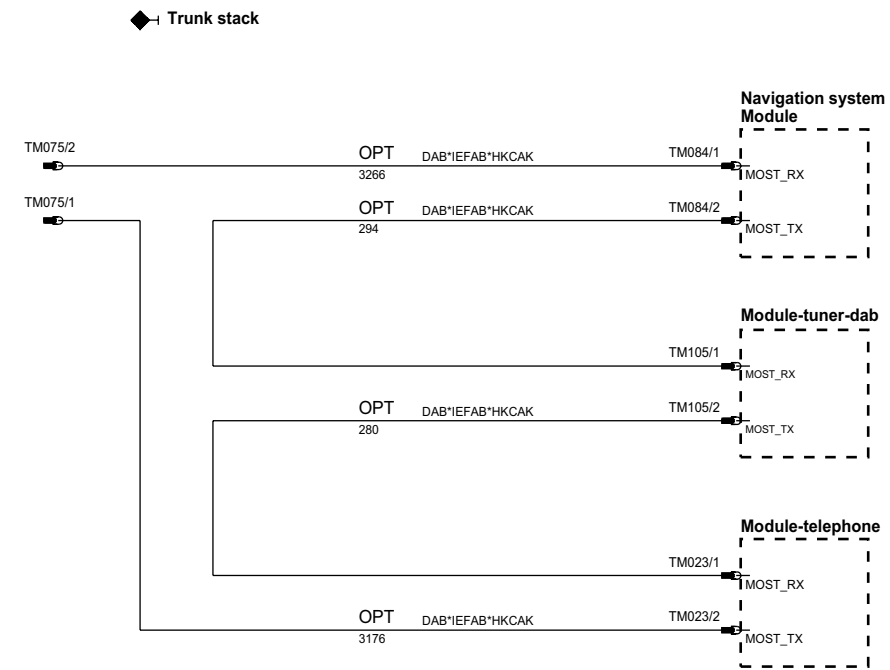 Trunk stack
Navigation system
Module
TM075/2
OPT
DAB*IEFAB*HKCAK
TM084/1
3266
MOST_RX
TM075/1
OPT
DAB*IEFAB*HKCAK
TM084/2
294
MOST_TX
Module-tuner-dab
TM105/1
MOST_RX
OPT
DAB*IEFAB*HKCAK
TM105/2
280
MOST_TX
Module-telephone
TM023/1
MOST_RX
OPT
DAB*IEFAB*HKCAK
TM023/2
3176
MOST_TX